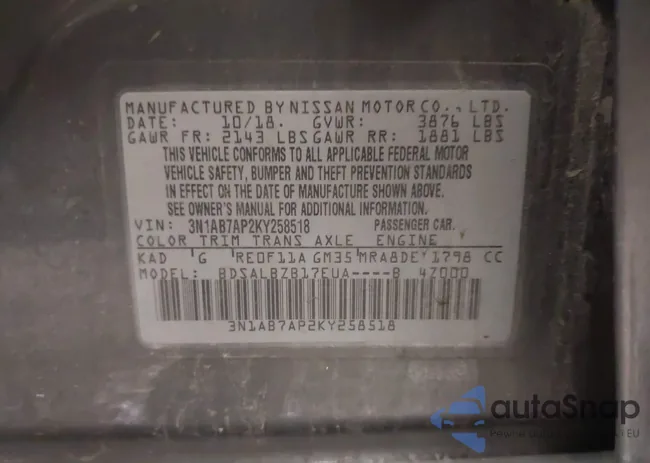 MANUFACTURED BY NISSAN MOTOR CO., LTD.
DATE: 10/18. GVWR: 3876 LBS
GAWR FR: 2143 LBS GAWR RR: 1881 LBS
THIS VEHICLE CONFORMS TO ALL APPLICABLE FEDERAL MOTOR
VEHICLE SAFETY, BUMPER AND THEFT PREVENTION STANDARDS
IN EFFECT ON THE DATE OF MANUFACTURE SHOWN ABOVE.
SEE OWNER'S MANUAL FOR ADDITIONAL INFORMATION.
VIN: 3N1AB7AP2KY258518 PASSENGER CAR.
COLOR TRIM TRANS AXLE ENGINE
KAD G RE0F11A GM35 MRA8DE 1798 CC
MODEL: BDSALBZB17EUA----B 47000
3N1AB7AP2KY258518
autoSnap